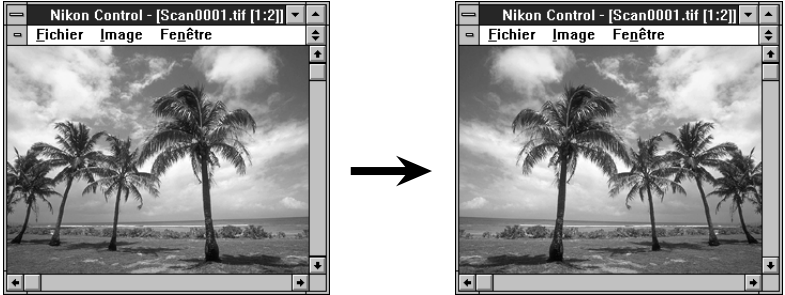 Nikon Control - [Scan0001.tif [1:2]]
Fichier Image Fenêtre
Nikon Control - [Scan0001.tif [1:2]]
Fichier Image Fenêtre